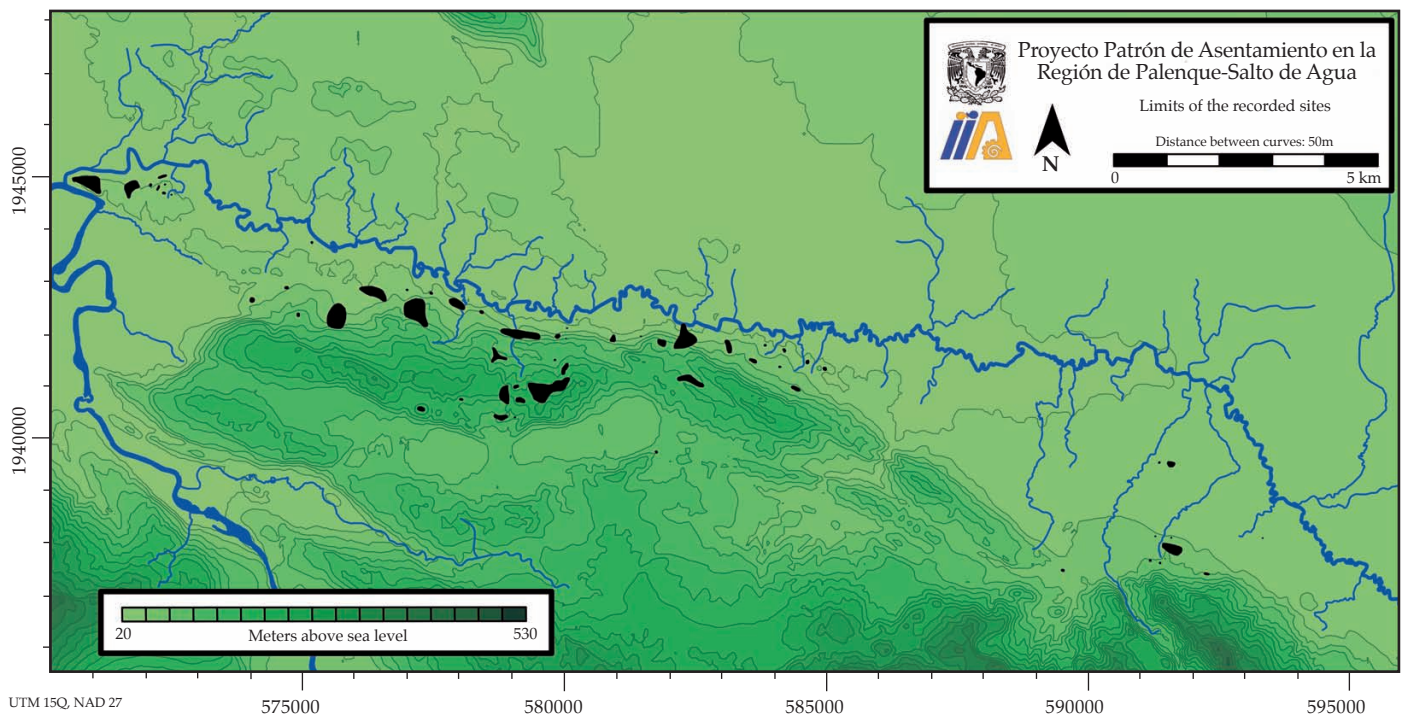 Proyecto Patrón de Asentamiento en la
Región de Palenque-Salto de Agua
Limits of the recorded sites
Distance between curves: 50m
N
0 5 km
1945000
1940000
20 Meters above sea level 530
UTM 15Q, NAD 27
575000 580000 585000 590000 595000